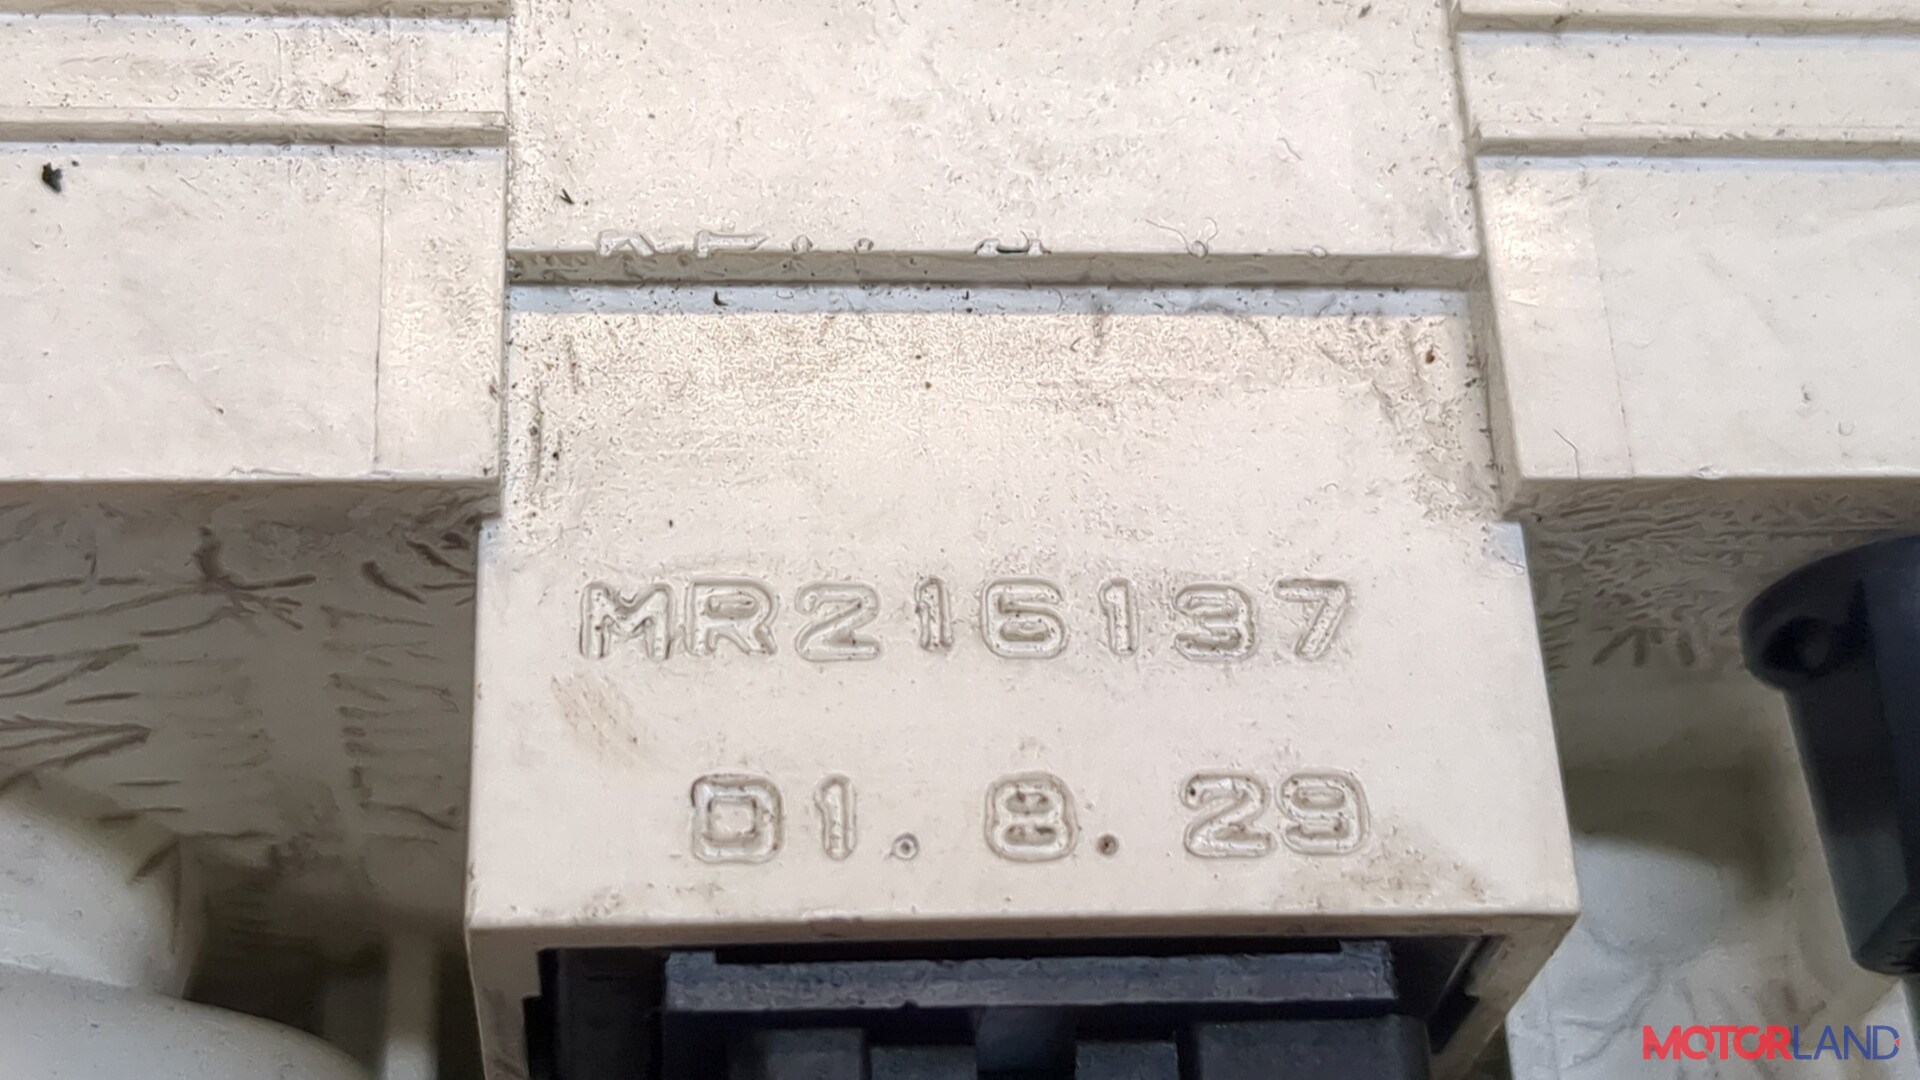 MR216137
01. 8. 29
MOTORLAND